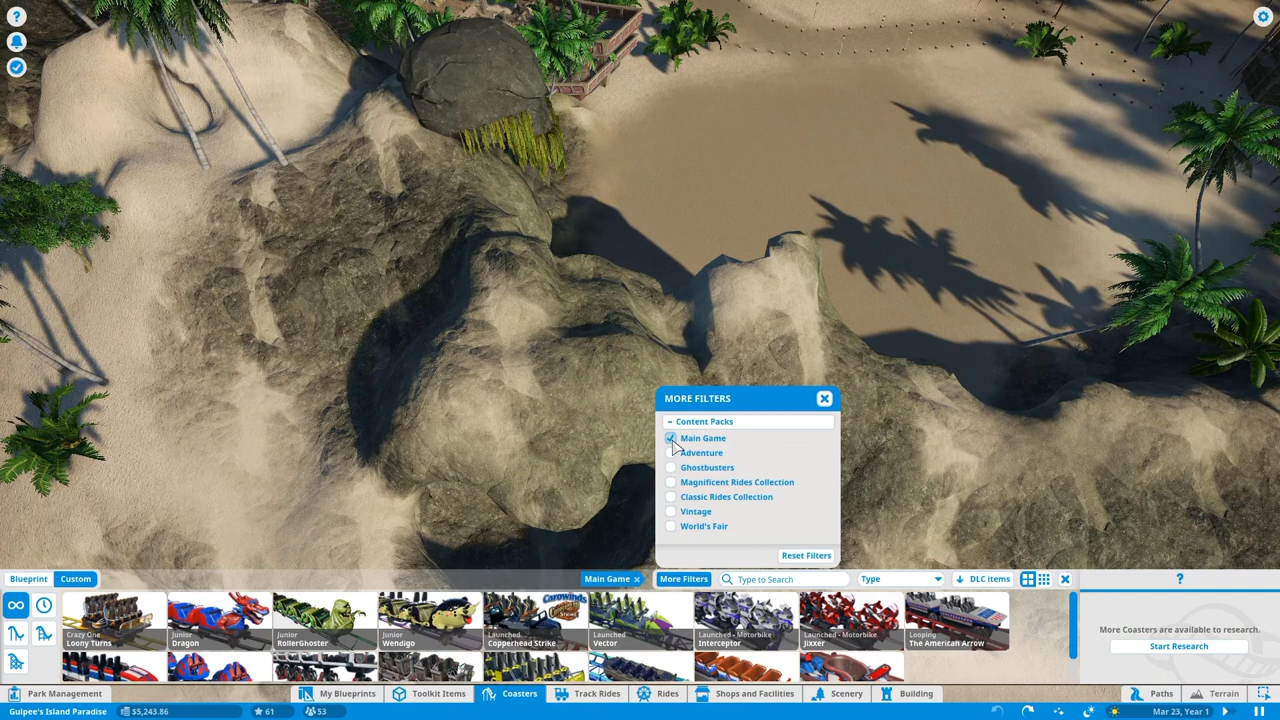 ?
MORE FILTERS
− Content Packs
Main Game
Adventure
Ghostbusters
Magnificent Rides Collection
Classic Rides Collection
Vintage
World's Fair
Reset Filters
Blueprint
Custom
Main Game ×
More Filters
Type to Search
Type
DLC items
?
Crazy One
Loony Turns
Junior
Dragon
Junior
RollerGhoster
Junior
Wendigo
Carowinds
Launched
Copperhead Strike
Launched
Vector
Launched - Motorbike
Interceptor
Launched - Motorbike
Jixxer
Looping
The American Arrow
More Coasters are available to research.
Start Research
Park Management
My Blueprints
Toolkit Items
Coasters
Track Rides
Rides
Shops and Facilities
Scenery
Building
Paths
Terrain
Gulpee's Island Paradise
$5,243.86
61
53
Mar 23, Year 1